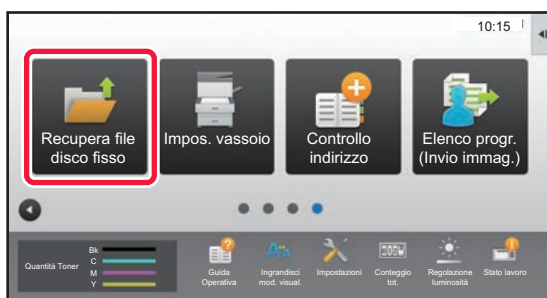 10:15
Recupera file
disco fisso
Impos. vassoio
Controllo
indirizzo
Elenco progr.
(Invio immag.)
Quantità Toner
Bk
C
M
Y
Guida
Operativa
Ingrandisci
mod. visual.
Impostazioni
Conteggio
tot.
Regolazione
luminosità
Stato lavoro